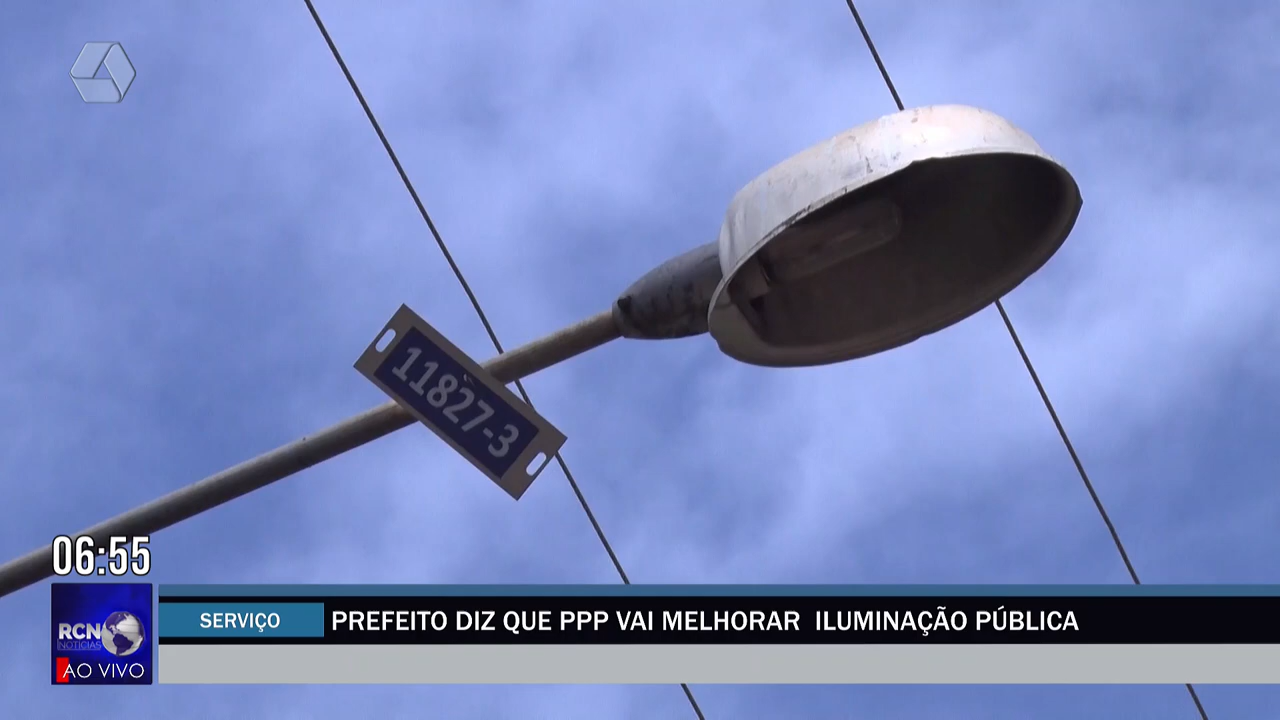 11827-3
06:55
SERVIÇO
PREFEITO DIZ QUE PPP VAI MELHORAR ILUMINAÇÃO PÚBLICA
RCN
NOTÍCIAS
AO VIVO